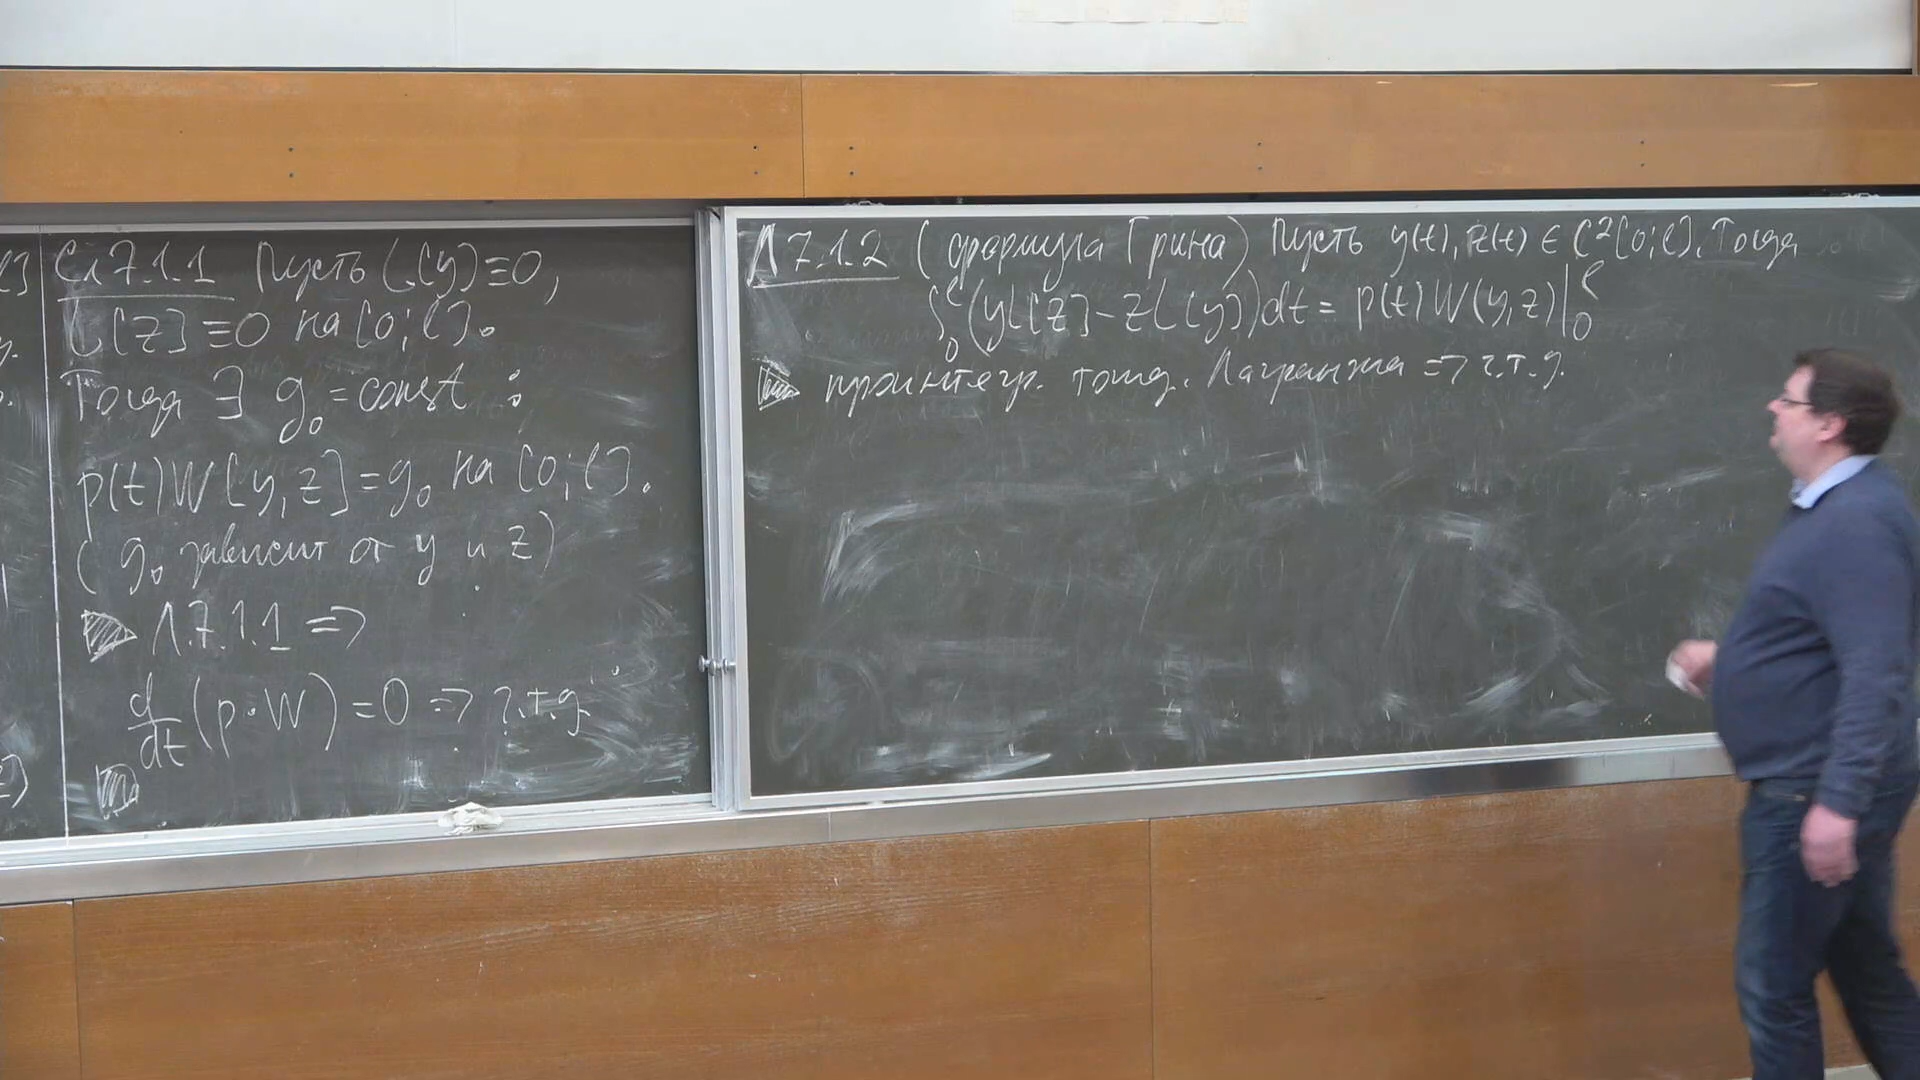 Сл 7.1.1 Пусть L[y]≡0,
L[z]≡0 на [0;l].
Тогда ∃ g₀=const :
p(t)W[y,z]=g₀ на [0;l].
(g₀ зависит от y и z)
Л.7.1.1 =>
d/dt (p·W)=0 => ч.т.д.
Л 7.1.2 (формула Грина) Пусть y(t), z(t) ∈ C²[0;l]. Тогда
∫₀ˡ(yL[z]-zL[y])dt = p(t)W(y,z)|₀ˡ
проинтегр. тожд. Лагранжа => ч.т.д.